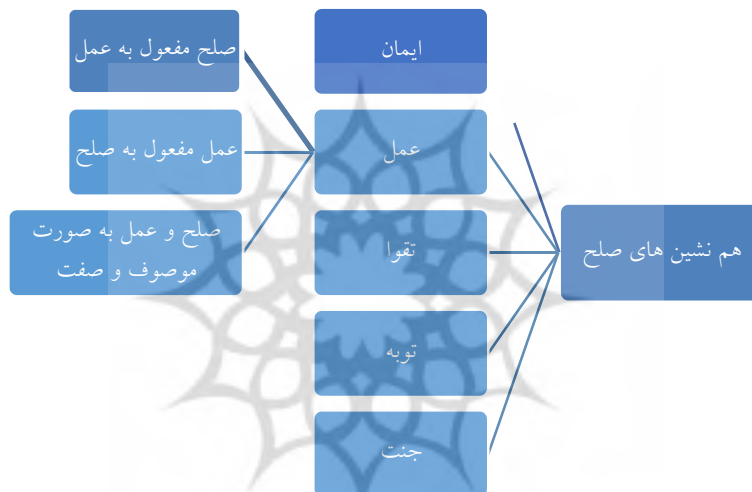 هم نشین های صلح
ایمان
عمل
تقوا
توبه
جنت
صلح مفعول به عمل
عمل مفعول به صلح
صلح و عمل به صورت
موصوف و صفت